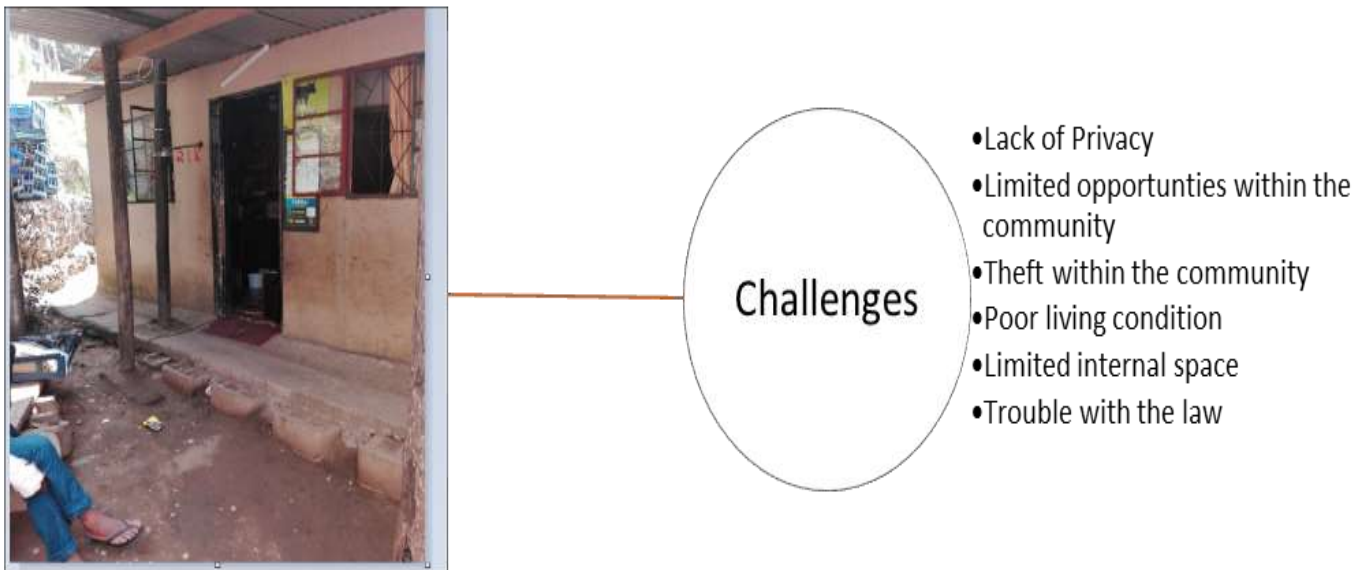 Challenges
•Lack of Privacy
•Limited opportunties within the
community
•Theft within the community
•Poor living condition
•Limited internal space
•Trouble with the law